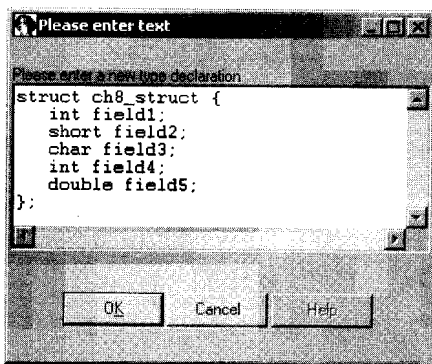 Please enter text
Please enter a new type declaration
struct ch8_struct {
   int field1;
   short field2;
   char field3;
   int field4;
   double field5;
};
OK
Cancel
Help